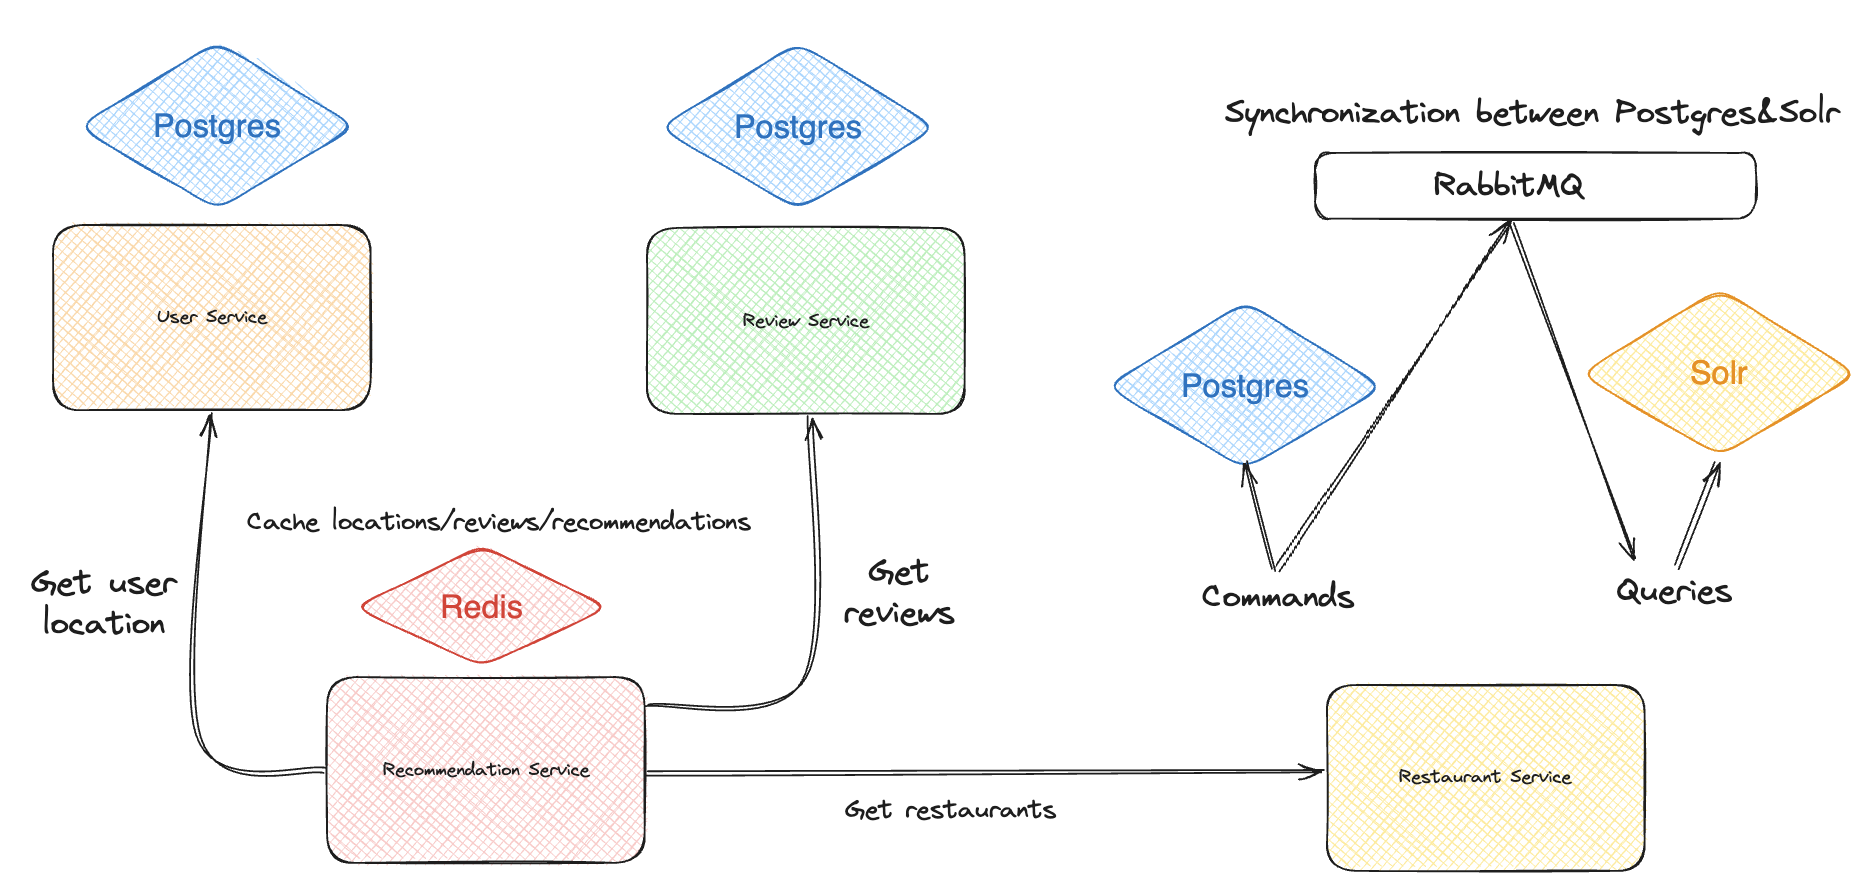 Postgres
Postgres
Synchronization between Postgres&Solr
RabbitMQ
User Service
Review Service
Postgres
Solr
Cache locations/reviews/recommendations
Get user
location
Redis
Get
reviews
Commands
Queries
Recommendation Service
Restaurant Service
Get restaurants